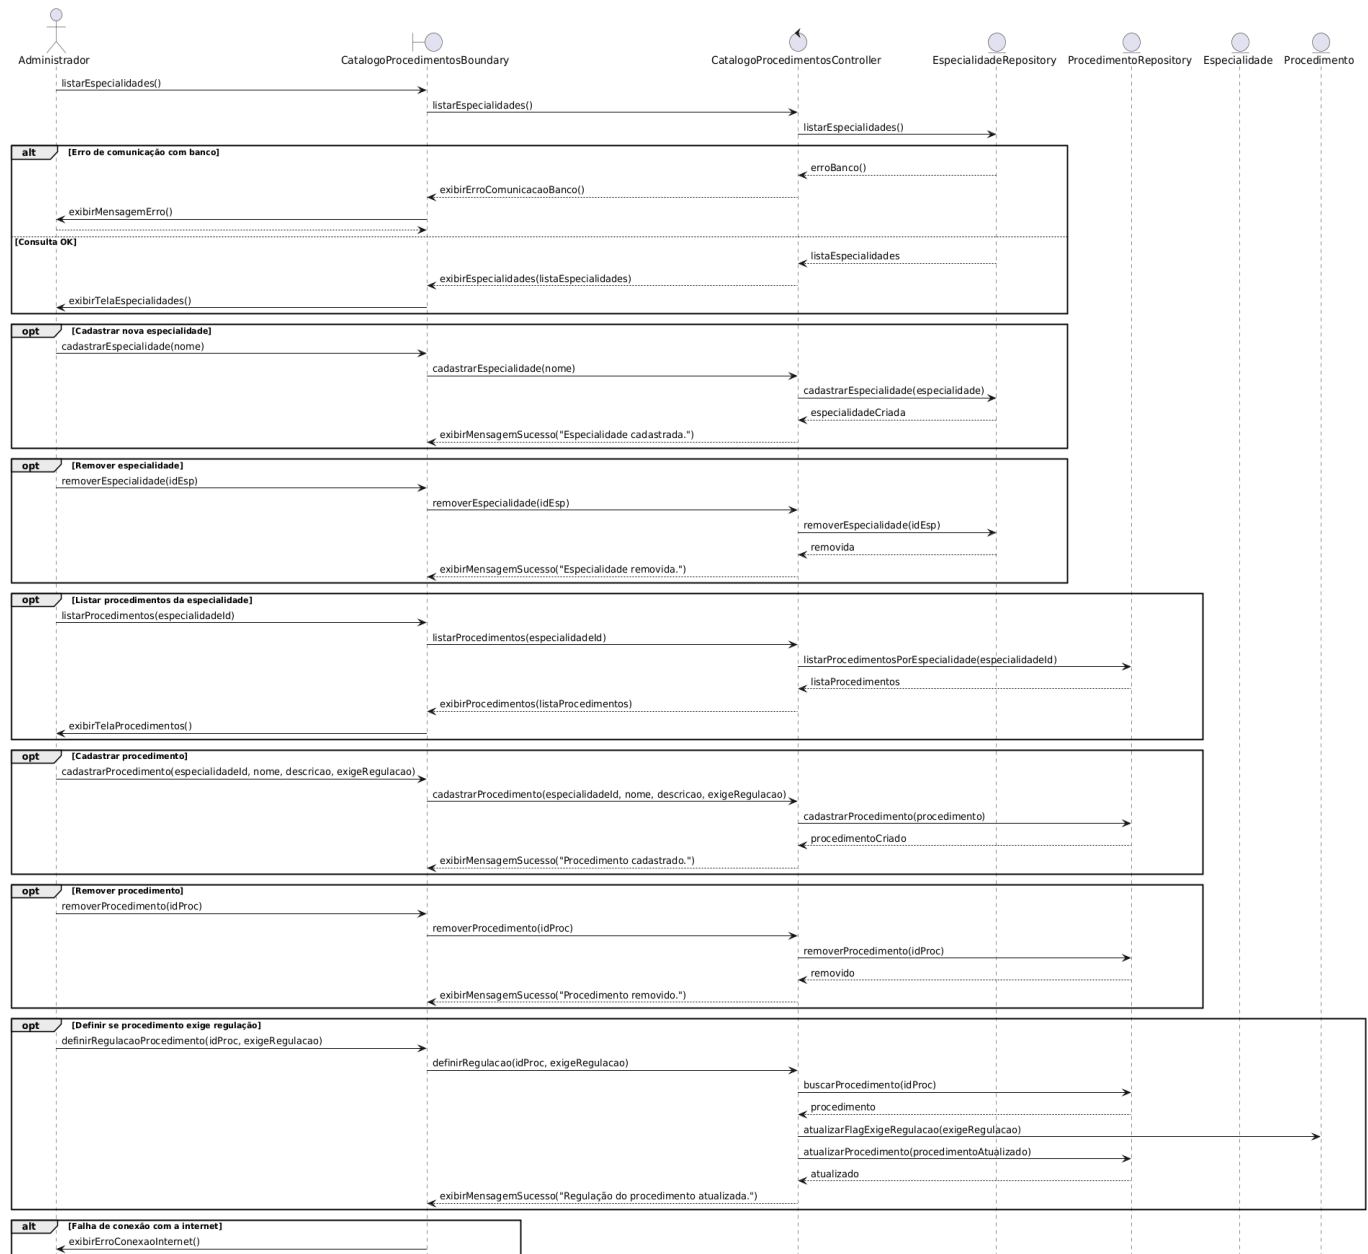 Administrador
CatalogoProcedimentosBoundary
CatalogoProcedimentosController
EspecialidadeRepository
ProcedimentoRepository
Especialidade
Procedimento
listarEspecialidades()
listarEspecialidades()
listarEspecialidades()
alt [Erro de comunicação com banco]
erroBanco()
exibirErroComunicacaoBanco()
exibirMensagemErro()
[Consulta OK]
listaEspecialidades
exibirEspecialidades(listaEspecialidades)
exibirTelaEspecialidades()
opt [Cadastrar nova especialidade]
cadastrarEspecialidade(nome)
cadastrarEspecialidade(nome)
cadastrarEspecialidade(especialidade)
especialidadeCriada
exibirMensagemSucesso("Especialidade cadastrada.")
opt [Remover especialidade]
removerEspecialidade(idEsp)
removerEspecialidade(idEsp)
removerEspecialidade(idEsp)
removida
exibirMensagemSucesso("Especialidade removida.")
opt [Listar procedimentos da especialidade]
listarProcedimentos(especialidadeId)
listarProcedimentos(especialidadeId)
listarProcedimentosPorEspecialidade(especialidadeId)
listaProcedimentos
exibirProcedimentos(listaProcedimentos)
exibirTelaProcedimentos()
opt [Cadastrar procedimento]
cadastrarProcedimento(especialidadeId, nome, descricao, exigeRegulacao)
cadastrarProcedimento(especialidadeId, nome, descricao, exigeRegulacao)
cadastrarProcedimento(procedimento)
procedimentoCriado
exibirMensagemSucesso("Procedimento cadastrado.")
opt [Remover procedimento]
removerProcedimento(idProc)
removerProcedimento(idProc)
removerProcedimento(idProc)
removido
exibirMensagemSucesso("Procedimento removido.")
opt [Definir se procedimento exige regulação]
definirRegulacaoProcedimento(idProc, exigeRegulacao)
definirRegulacao(idProc, exigeRegulacao)
buscarProcedimento(idProc)
procedimento
atualizarFlagExigeRegulacao(exigeRegulacao)
atualizarProcedimento(procedimentoAtualizado)
atualizado
exibirMensagemSucesso("Regulação do procedimento atualizada.")
alt [Falha de conexão com a internet]
exibirErroConexaoInternet()